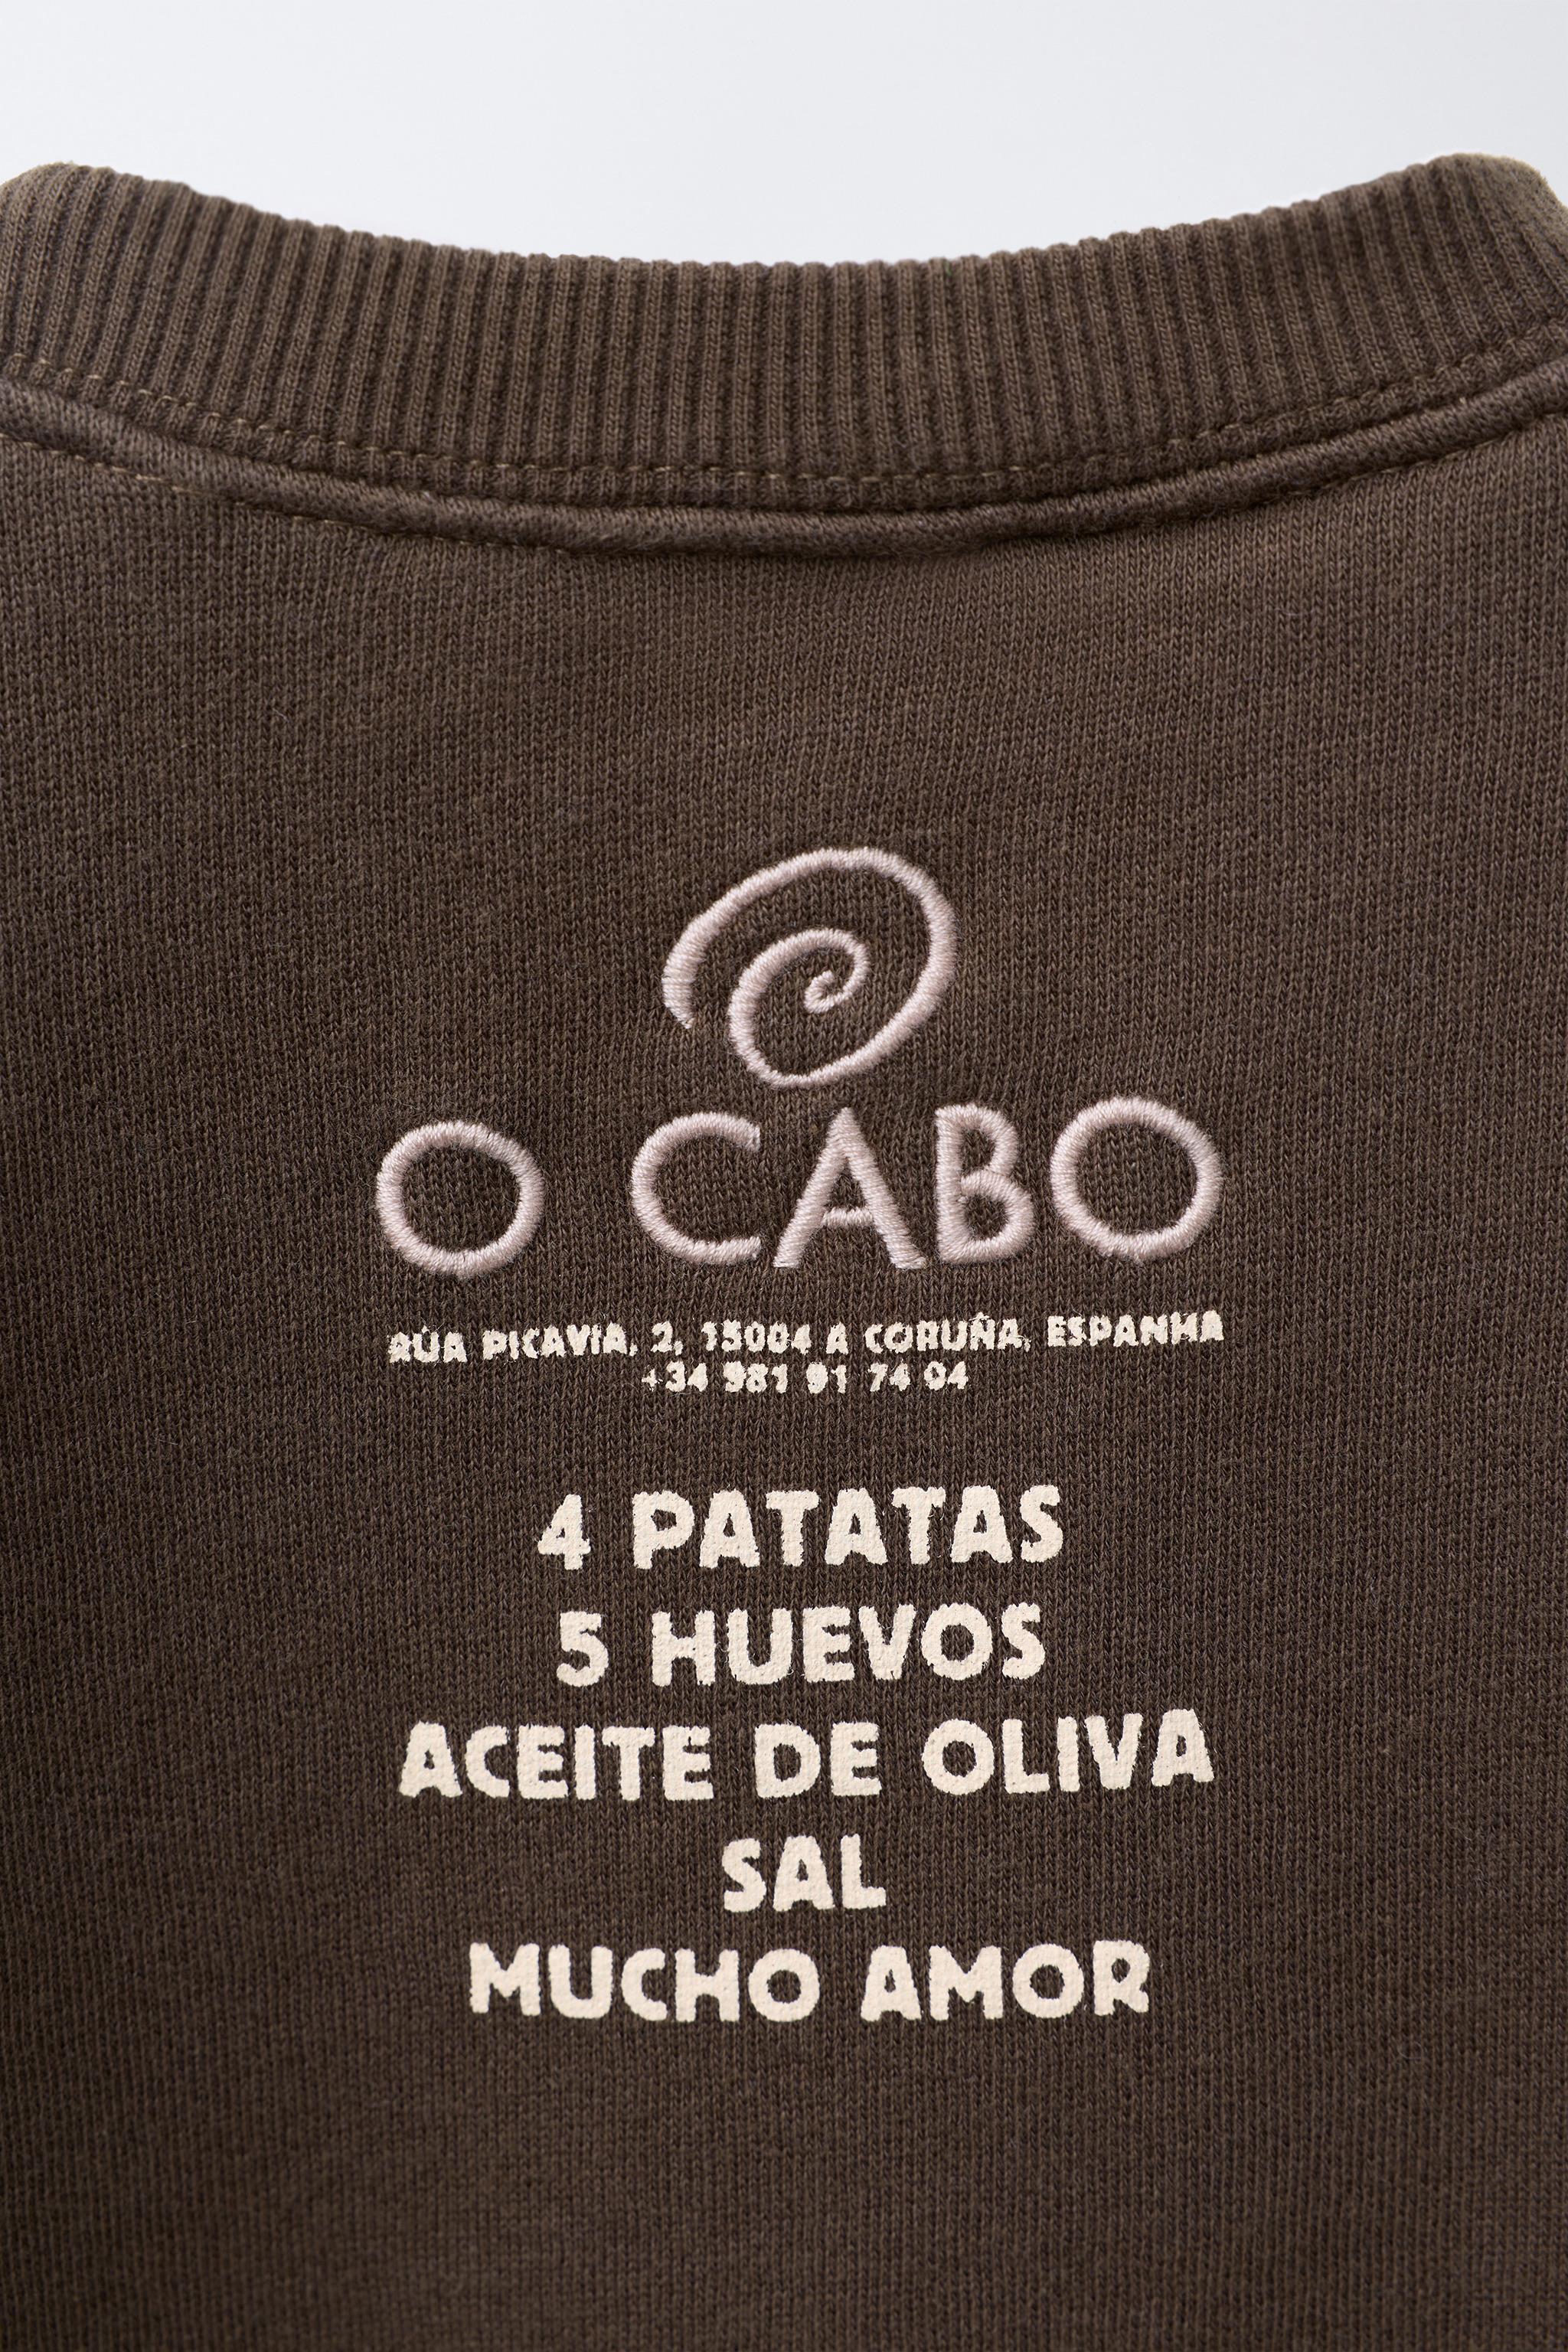 O CABO
RÚA PICAVIA, 2, 15004 A CORUÑA, ESPANHA
+34 981 91 74 04
4 PATATAS
5 HUEVOS
ACEITE DE OLIVA
SAL
MUCHO AMOR